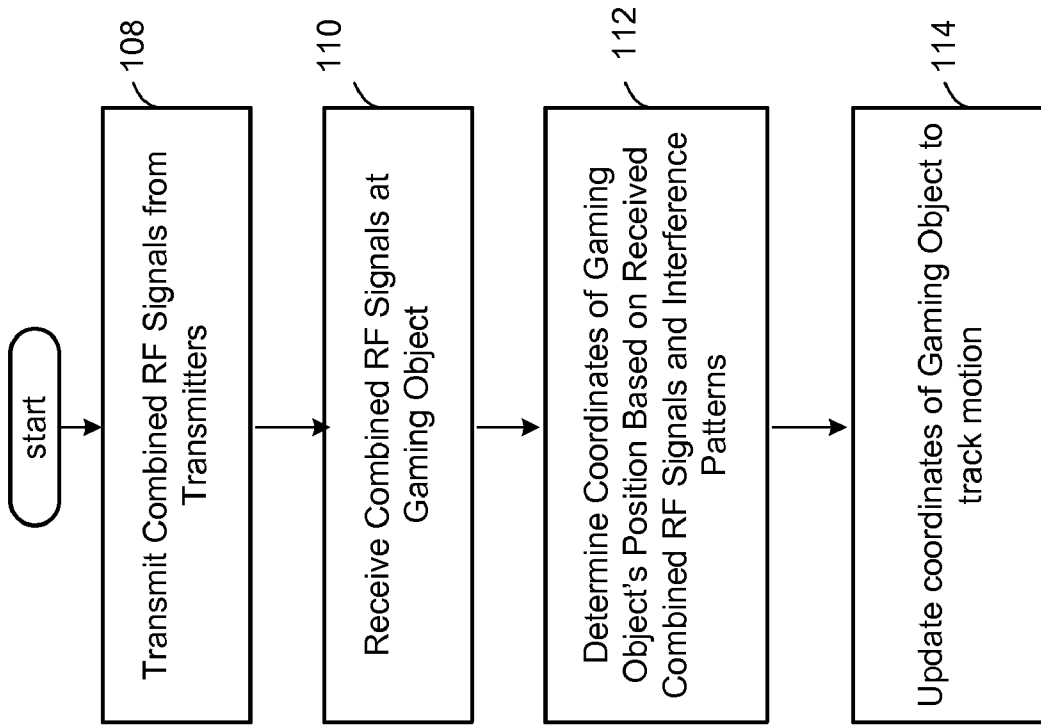 start
108
Transmit Combined RF Signals from
Transmitters
110
Receive Combined RF Signals at
Gaming Object
112
Determine Coordinates of Gaming
Object's Position Based on Received
Combined RF Signals and Interference
Patterns
114
Update coordinates of Gaming Object to
track motion